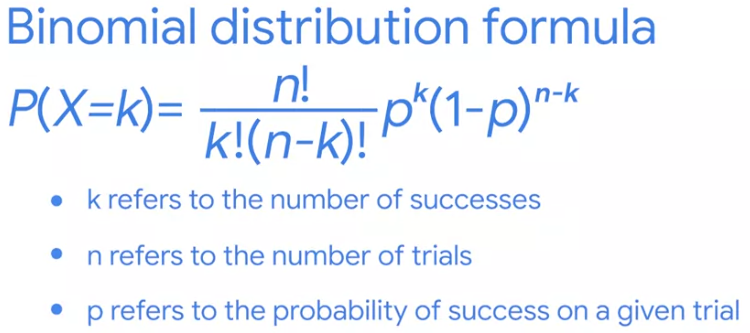 Binomial distribution formula
P(X=k)= n!/k!(n-k)! pᵏ(1-p)ⁿ⁻ᵏ
• k refers to the number of successes
• n refers to the number of trials
• p refers to the probability of success on a given trial